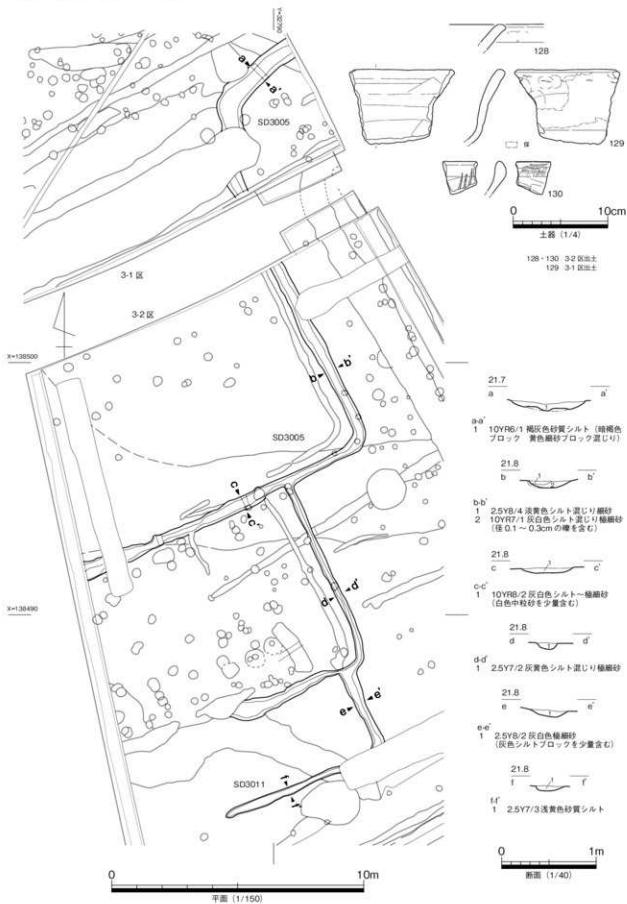 Y=32790
a
a'
SD3005
3-1 区
3-2 区
X=138500
b
b'
SD3005
c
c'
X=138490
d
d'
e
e'
SD3011
f
f'
0 10m
平面（1/150）
128
煤
129
130
0 10cm
土器（1/4）
128・130 3-2 区出土
129 3-1 区出土
21.7
a a'
1
a-a'
1 10YR6/1 褐灰色砂質シルト（暗褐色
ブロック 黄色細砂ブロック混じり）
21.8
b b'
1
2
b-b'
1 2.5Y8/4 淡黄色シルト混じり細砂
2 10YR7/1 灰白色シルト混じり極細砂
（径 0.1 ～ 0.3cm の礫を含む）
21.8
c c'
1
c-c'
1 10YR8/2 灰白色シルト～極細砂
（白色中粒砂を少量含む）
21.8
d d'
1
d-d'
1 2.5Y7/2 灰黄色シルト混じり極細砂
21.8
e e'
1
e-e'
1 2.5Y8/2 灰白色極細砂
（灰色シルトブロックを少量含む）
21.8
f f'
1
f-f'
1 2.5Y7/3 浅黄色砂質シルト
0 1m
断面（1/40）